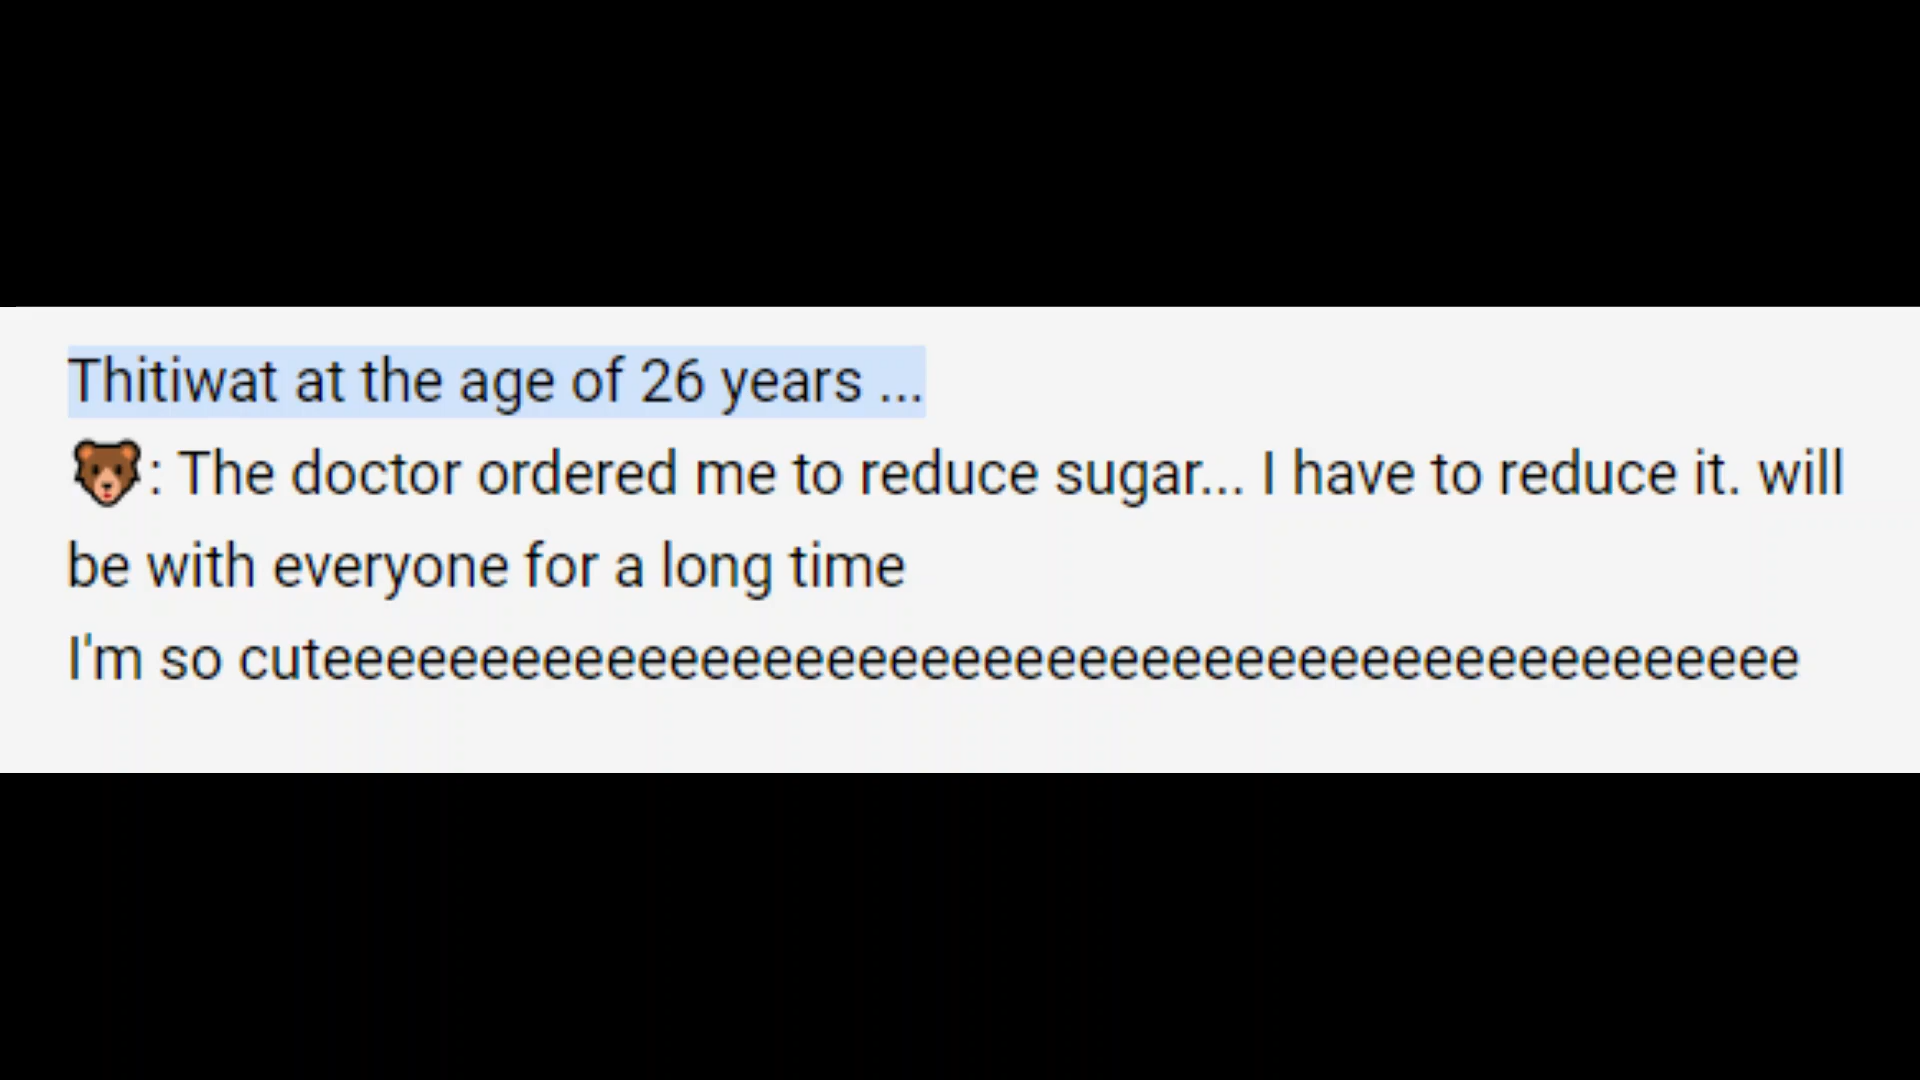 Thitiwat at the age of 26 years ...
🐻: The doctor ordered me to reduce sugar... I have to reduce it. will
be with everyone for a long time
I'm so cuteeeeeeeeeeeeeeeeeeeeeeeeeeeeeeeeeeeeeeeeeeeeeee